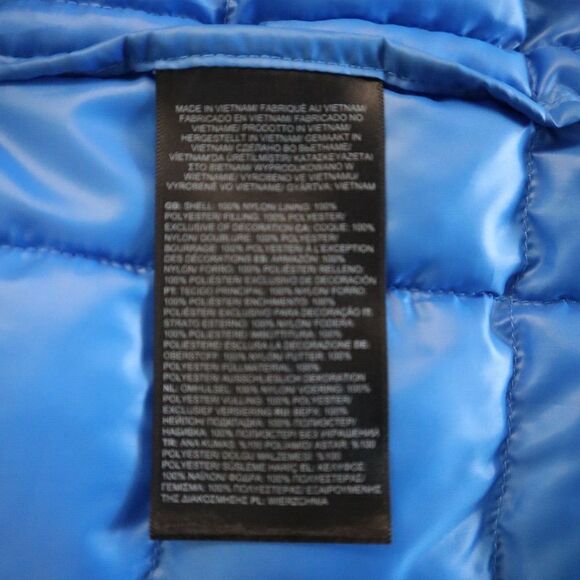 MADE IN VIETNAM/ FABRIQUÉ AU VIETNAM/
FABRICADO EN VIETNAM/ FABRICADO NO
VIETNAM/ PRODOTTO IN VIETNAM/
HERGESTELLT IN VIETNAM/ GEMAAKT IN
VIETNAM/ СДЕЛАНО ВО ВЬЕТНАМЕ/
VIETNAM'DA ÜRETİLMİŞTİR/ ΚΑΤΑΣΚΕΥΑΖΕΤΑΙ
ΣΤΟ ΒΙΕΤΝΑΜ/ WYPRODUKOWANO W
WIETNAMIE/ VYROBENO VE VIETNAMU/
VYROBENÉ VO VIETNAME/ GYÁRTVA: VIETNAM
GB: SHELL: 100% NYLON/ LINING: 100%
POLYESTER/ FILLING: 100% POLYESTER/
EXCLUSIVE OF DECORATION CA: COQUE: 100%
NYLON/ DOUBLURE: 100% POLYESTER/
BOURRAGE: 100% POLYESTER/ À L'EXCEPTION
DES DÉCORATIONS ES: ARMAZÓN: 100%
NYLON/ FORRO: 100% POLIÉSTER/ RELLENO:
100% POLIÉSTER/ EXCLUSIVO DE DECORACIÓN
PT: TECIDO PRINCIPAL: 100% NYLON/ FORRO:
100% POLIÉSTER/ ENCHIMENTO: 100%
POLIÉSTER/ EXCLUSIVO PARA DECORAÇÃO IT:
STRATO ESTERNO: 100% NYLON/ FODERA:
100% POLIESTERE/ IMBOTTITURA: 100%
POLIESTERE/ ESCLUSA LA DECORAZIONE DE:
OBERSTOFF: 100% NYLON/ FUTTER: 100%
POLYESTER/ FÜLLMATERIAL: 100%
POLYESTER/ AUSSCHLIESSLICH DEKORATION
NL: OMHULSEL: 100% NYLON/ VOERING: 100%
POLYESTER/ VULLING: 100% POLYESTER/
EXCLUSIEF VERSIERING RU: ВЕРХ: 100%
НЕЙЛОН/ ПОДКЛАДКА: 100% ПОЛИЭСТЕР/
НАБИВКА: 100% ПОЛИЭСТЕР/ БЕЗ УКРАШЕНИЙ
TR: ANA KUMAŞ: %100 / ASTAR: %100
POLYESTER/ DOLGU MALZEMESİ: %100
POLYESTER/ SÜSLEME HARİÇ EL: ΚΕΛΥΦΟΣ:
100% ΝΑΪΛΟΝ/ ΦΟΔΡΑ: 100% ΠΟΛΥΕΣΤΕΡΑΣ/
ΓΕΜΙΣΜΑ: 100% ΠΟΛΥΕΣΤΕΡΑΣ/ ΕΞΑΙΡΟΥΜΕΝΗΣ
ΤΗΣ ΔΙΑΚΟΣΜΗΣΗΣ PL: WIERZCHNIA